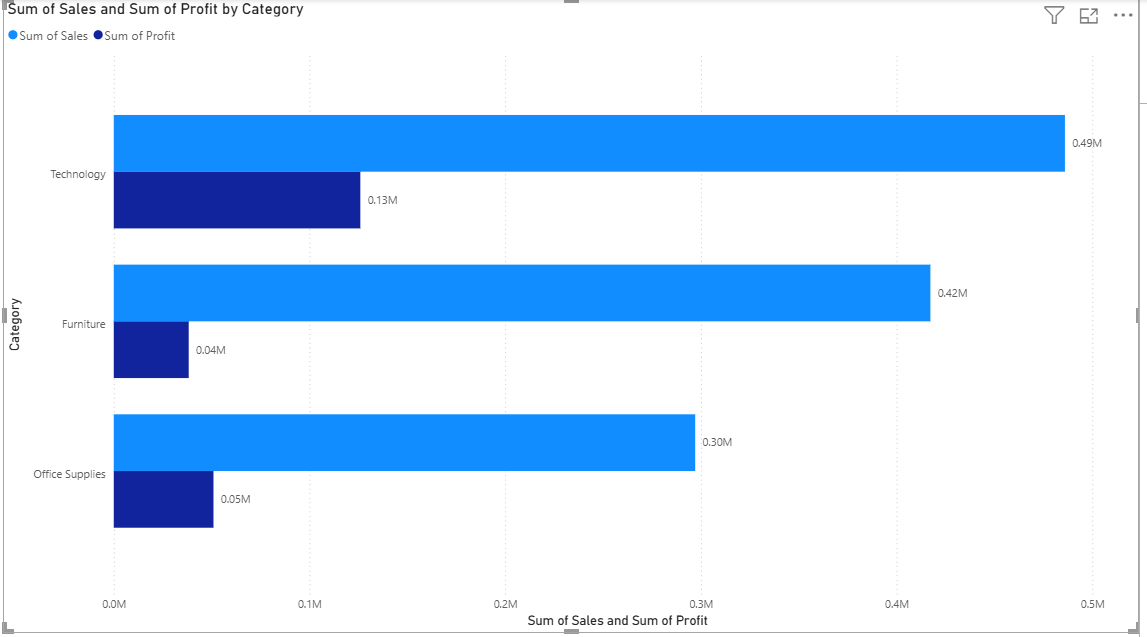 Sum of Sales and Sum of Profit by Category
Sum of Sales Sum of Profit
Category
Technology
0.49M
0.13M
Furniture
0.42M
0.04M
Office Supplies
0.30M
0.05M
0.0M 0.1M 0.2M 0.3M 0.4M 0.5M
Sum of Sales and Sum of Profit